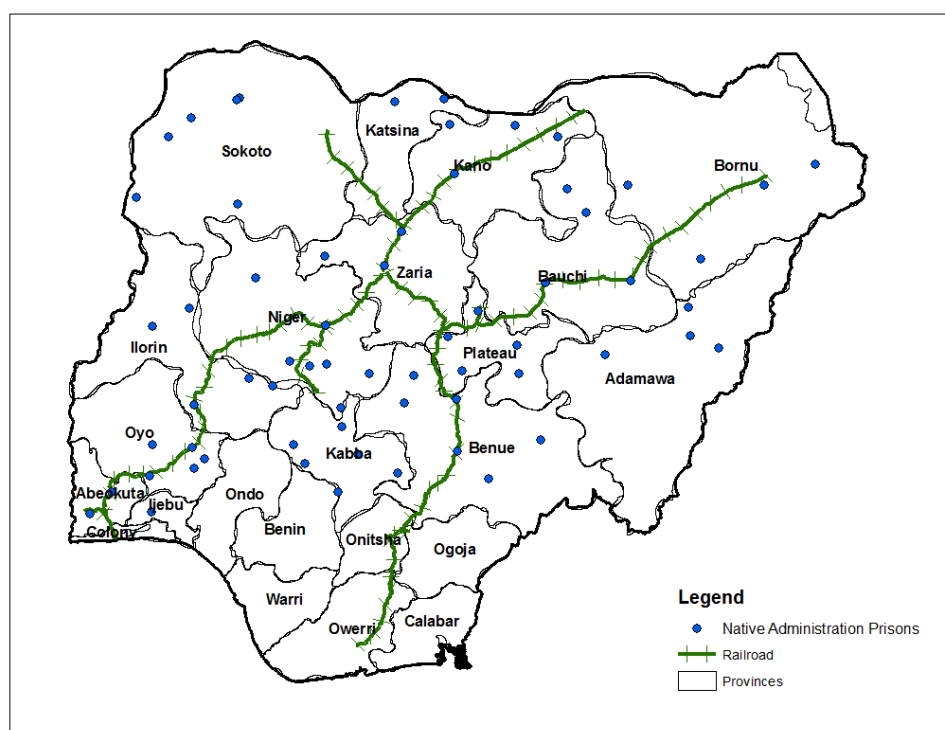 Katsina
Sokoto
Kano
Bornu
Zaria
Bauchi
Niger
Ilorin
Plateau
Adamawa
Oyo
Kabba
Benue
Abeokuta
Ijebu
Ondo
Colony
Benin
Onitsha
Ogoja
Warri
Owerri
Calabar
Legend
Native Administration Prisons
Railroad
Provinces